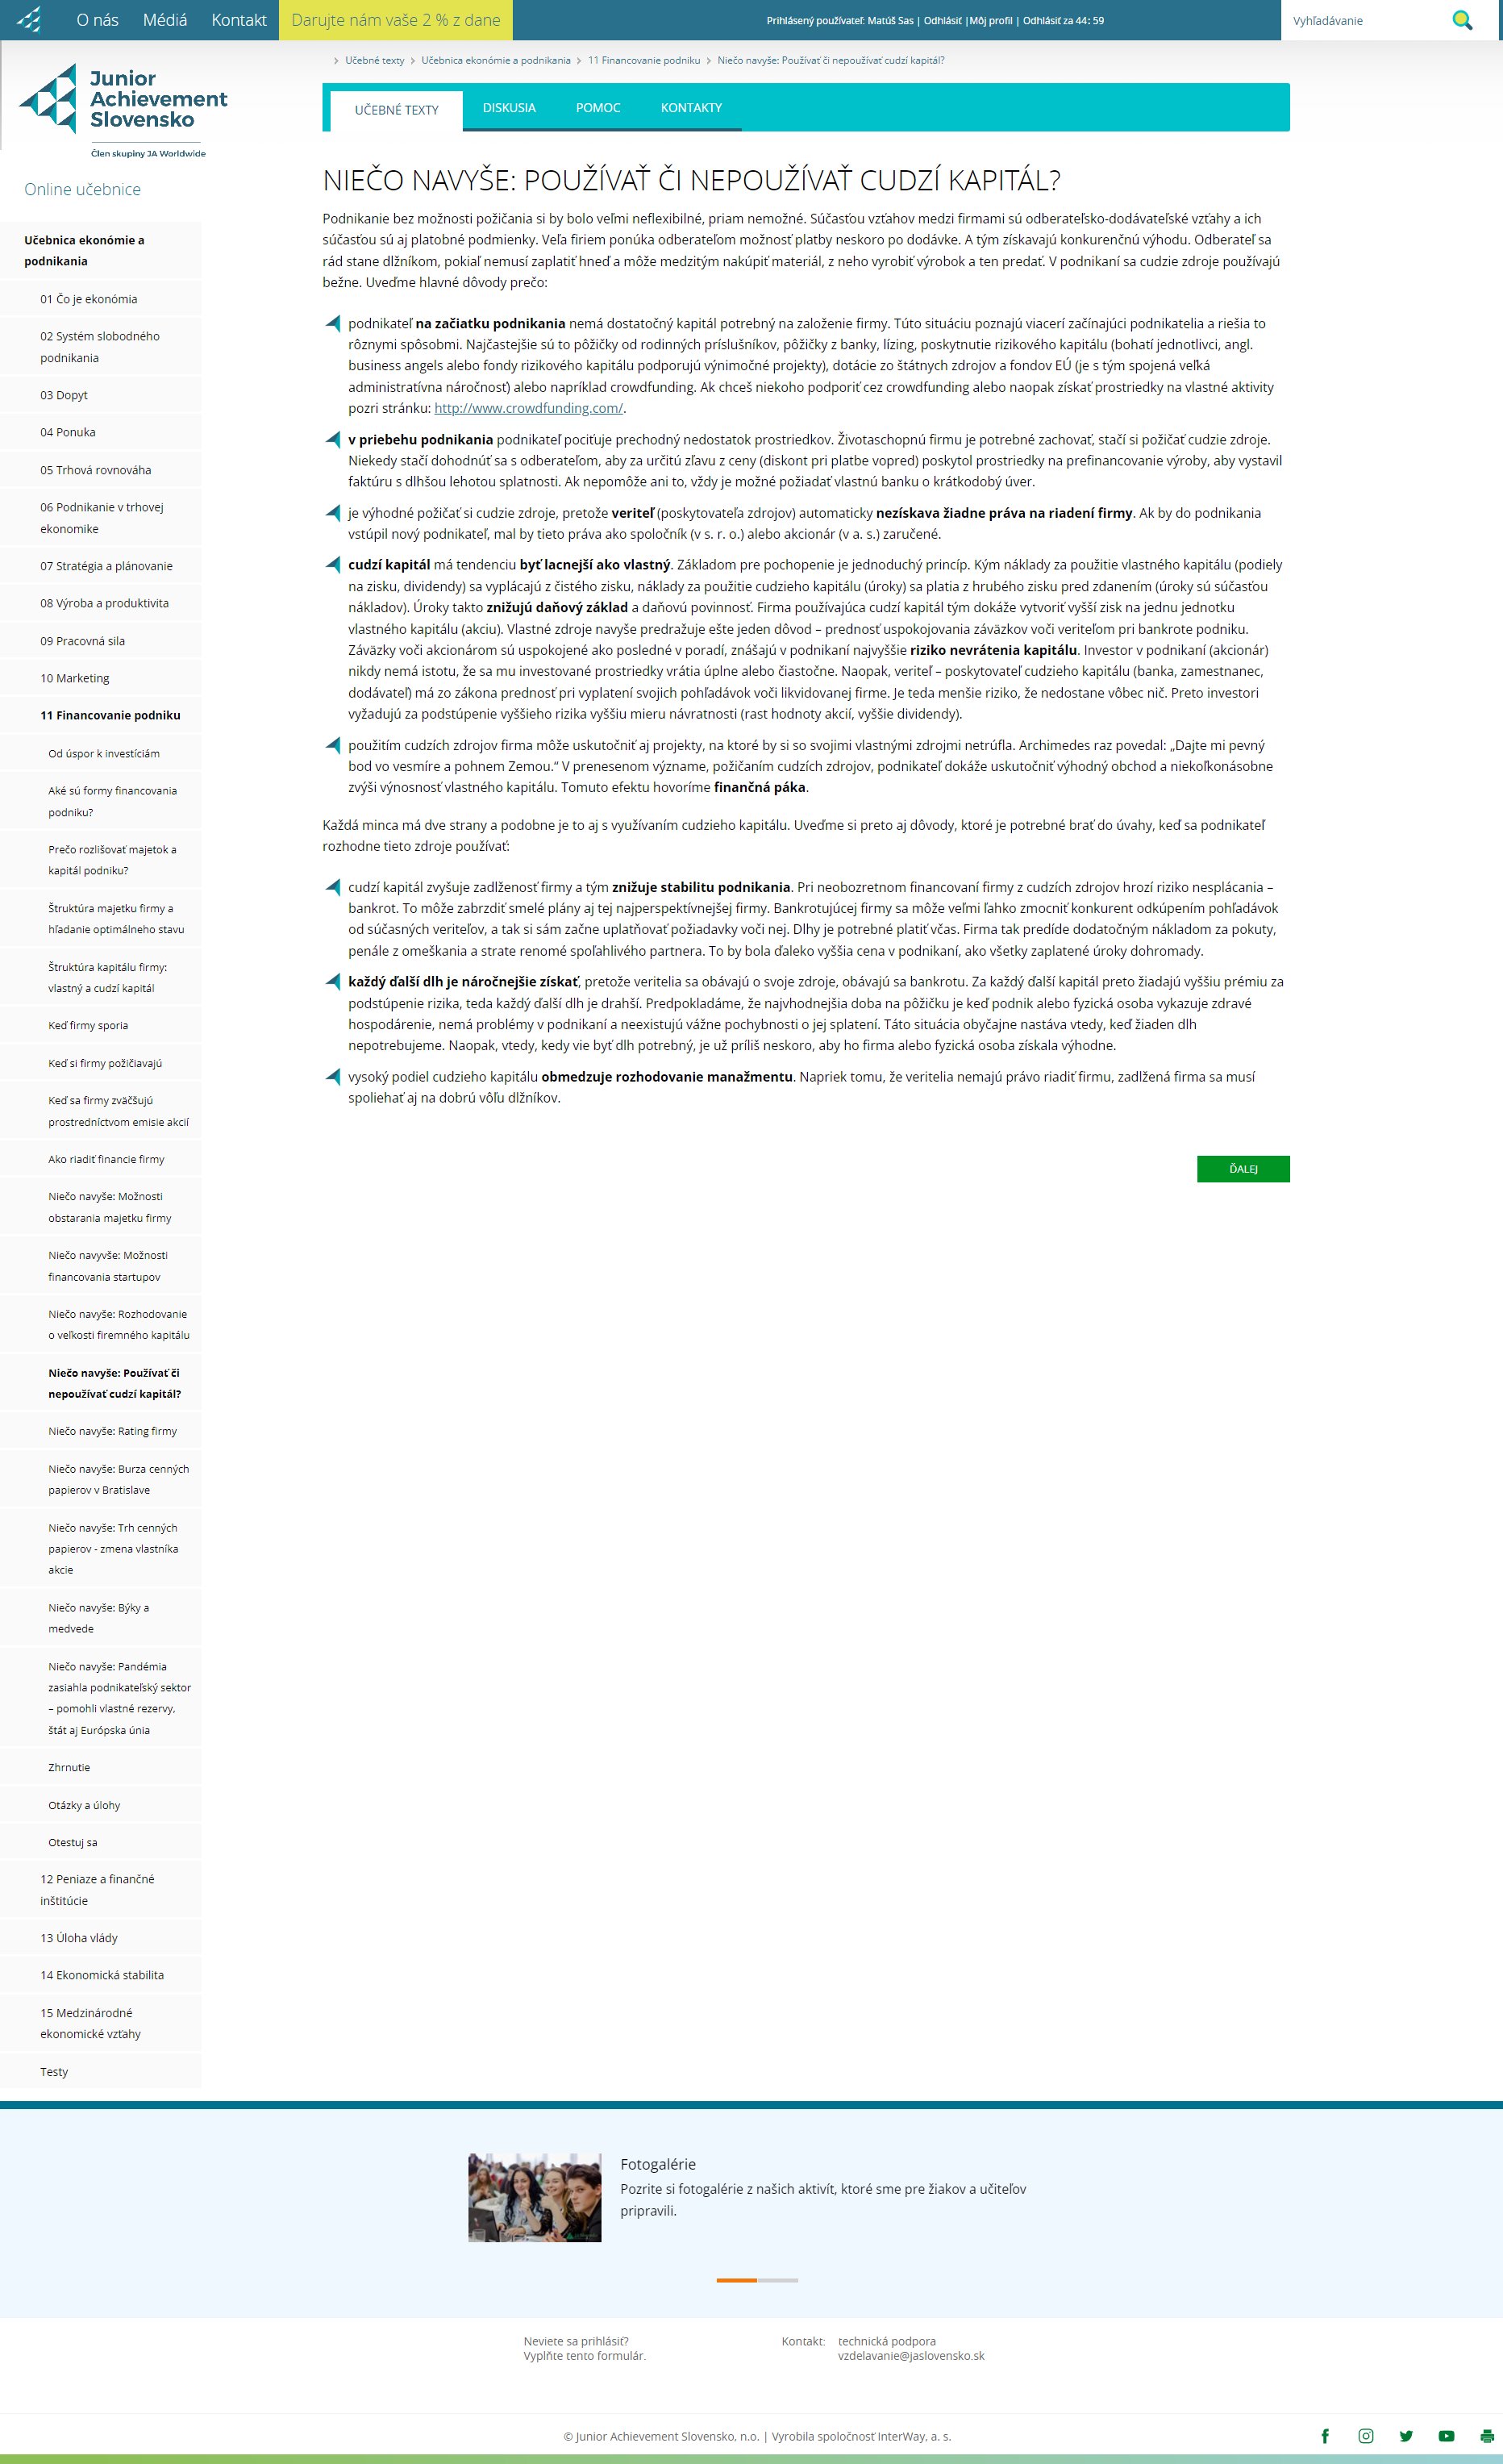 O nás Médiá Kontakt Darujte nám vaše 2 % z dane Prihlásený používateľ: Matúš Sas | Odhlásiť |Môj profil | Odhlásiť za 44: 59 Vyhľadávanie
Učebné texty Učebnica ekonómie a podnikania 11 Financovanie podniku Niečo navyše: Používať či nepoužívať cudzí kapitál?
Junior
Achievement
Slovensko
Člen skupiny JA Worldwide
UČEBNÉ TEXTY DISKUSIA POMOC KONTAKTY
Online učebnice
Učebnica ekonómie a
podnikania
01 Čo je ekonómia
02 Systém slobodného
podnikania
03 Dopyt
04 Ponuka
05 Trhová rovnováha
06 Podnikanie v trhovej
ekonomike
07 Stratégia a plánovanie
08 Výroba a produktivita
09 Pracovná sila
10 Marketing
11 Financovanie podniku
Od úspor k investíciám
Aké sú formy financovania
podniku?
Prečo rozlišovať majetok a
kapitál podniku?
Štruktúra majetku firmy a
hľadanie optimálneho stavu
Štruktúra kapitálu firmy:
vlastný a cudzí kapitál
Keď firmy sporia
Keď si firmy požičiavajú
Keď sa firmy zväčšujú
prostredníctvom emisie akcií
Ako riadiť financie firmy
Niečo navyše: Možnosti
obstarania majetku firmy
Niečo navyvše: Možnosti
financovania startupov
Niečo navyše: Rozhodovanie
o veľkosti firemného kapitálu
Niečo navyše: Používať či
nepoužívať cudzí kapitál?
Niečo navyše: Rating firmy
Niečo navyše: Burza cenných
papierov v Bratislave
Niečo navyše: Trh cenných
papierov - zmena vlastníka
akcie
Niečo navyše: Býky a
medvede
Niečo navyše: Pandémia
zasiahla podnikateľský sektor
– pomohli vlastné rezervy,
štát aj Európska únia
Zhrnutie
Otázky a úlohy
Otestuj sa
12 Peniaze a finančné
inštitúcie
13 Úloha vlády
14 Ekonomická stabilita
15 Medzinárodné
ekonomické vzťahy
Testy
NIEČO NAVYŠE: POUŽÍVAŤ ČI NEPOUŽÍVAŤ CUDZÍ KAPITÁL?
Podnikanie bez možnosti požičania si by bolo veľmi neflexibilné, priam nemožné. Súčasťou vzťahov medzi firmami sú odberateľsko-dodávateľské vzťahy a ich
súčasťou sú aj platobné podmienky. Veľa firiem ponúka odberateľom možnosť platby neskoro po dodávke. A tým získavajú konkurenčnú výhodu. Odberateľ sa
rád stane dlžníkom, pokiaľ nemusí zaplatiť hneď a môže medzitým nakúpiť materiál, z neho vyrobiť výrobok a ten predať. V podnikaní sa cudzie zdroje používajú
bežne. Uveďme hlavné dôvody prečo:
podnikateľ na začiatku podnikania nemá dostatočný kapitál potrebný na založenie firmy. Túto situáciu poznajú viacerí začínajúci podnikatelia a riešia to
rôznymi spôsobmi. Najčastejšie sú to pôžičky od rodinných príslušníkov, pôžičky z banky, lízing, poskytnutie rizikového kapitálu (bohatí jednotlivci, angl.
business angels alebo fondy rizikového kapitálu podporujú výnimočné projekty), dotácie zo štátnych zdrojov a fondov EÚ (je s tým spojená veľká
administratívna náročnosť) alebo napríklad crowdfunding. Ak chceš niekoho podporiť cez crowdfunding alebo naopak získať prostriedky na vlastné aktivity
pozri stránku: http://www.crowdfunding.com/.
v priebehu podnikania podnikateľ pociťuje prechodný nedostatok prostriedkov. Životaschopnú firmu je potrebné zachovať, stačí si požičať cudzie zdroje.
Niekedy stačí dohodnúť sa s odberateľom, aby za určitú zľavu z ceny (diskont pri platbe vopred) poskytol prostriedky na prefinancovanie výroby, aby vystavil
faktúru s dlhšou lehotou splatnosti. Ak nepomôže ani to, vždy je možné požiadať vlastnú banku o krátkodobý úver.
je výhodné požičať si cudzie zdroje, pretože veriteľ (poskytovateľa zdrojov) automaticky nezískava žiadne práva na riadení firmy. Ak by do podnikania
vstúpil nový podnikateľ, mal by tieto práva ako spoločník (v s. r. o.) alebo akcionár (v a. s.) zaručené.
cudzí kapitál má tendenciu byť lacnejší ako vlastný. Základom pre pochopenie je jednoduchý princíp. Kým náklady za použitie vlastného kapitálu (podiely
na zisku, dividendy) sa vyplácajú z čistého zisku, náklady za použitie cudzieho kapitálu (úroky) sa platia z hrubého zisku pred zdanením (úroky sú súčasťou
nákladov). Úroky takto znižujú daňový základ a daňovú povinnosť. Firma používajúca cudzí kapitál tým dokáže vytvoriť vyšší zisk na jednu jednotku
vlastného kapitálu (akciu). Vlastné zdroje navyše predražuje ešte jeden dôvod – prednosť uspokojovania záväzkov voči veriteľom pri bankrote podniku.
Záväzky voči akcionárom sú uspokojené ako posledné v poradí, znášajú v podnikaní najvyššie riziko nevrátenia kapitálu. Investor v podnikaní (akcionár)
nikdy nemá istotu, že sa mu investované prostriedky vrátia úplne alebo čiastočne. Naopak, veriteľ – poskytovateľ cudzieho kapitálu (banka, zamestnanec,
dodávateľ) má zo zákona prednosť pri vyplatení svojich pohľadávok voči likvidovanej firme. Je teda menšie riziko, že nedostane vôbec nič. Preto investori
vyžadujú za podstúpenie vyššieho rizika vyššiu mieru návratnosti (rast hodnoty akcií, vyššie dividendy).
použitím cudzích zdrojov firma môže uskutočniť aj projekty, na ktoré by si so svojimi vlastnými zdrojmi netrúfla. Archimedes raz povedal: „Dajte mi pevný
bod vo vesmíre a pohnem Zemou.“ V prenesenom význame, požičaním cudzích zdrojov, podnikateľ dokáže uskutočniť výhodný obchod a niekoľkonásobne
zvýši výnosnosť vlastného kapitálu. Tomuto efektu hovoríme finančná páka.
Každá minca má dve strany a podobne je to aj s využívaním cudzieho kapitálu. Uveďme si preto aj dôvody, ktoré je potrebné brať do úvahy, keď sa podnikateľ
rozhodne tieto zdroje používať:
cudzí kapitál zvyšuje zadlženosť firmy a tým znižuje stabilitu podnikania. Pri neobozretnom financovaní firmy z cudzích zdrojov hrozí riziko nesplácania –
bankrot. To môže zabrzdiť smelé plány aj tej najperspektívnejšej firmy. Bankrotujúcej firmy sa môže veľmi ľahko zmocniť konkurent odkúpením pohľadávok
od súčasných veriteľov, a tak si sám začne uplatňovať požiadavky voči nej. Dlhy je potrebné platiť včas. Firma tak predíde dodatočným nákladom za pokuty,
penále z omeškania a strate renomé spoľahlivého partnera. To by bola ďaleko vyššia cena v podnikaní, ako všetky zaplatené úroky dohromady.
každý ďalší dlh je náročnejšie získať, pretože veritelia sa obávajú o svoje zdroje, obávajú sa bankrotu. Za každý ďalší kapitál preto žiadajú vyššiu prémiu za
podstúpenie rizika, teda každý ďalší dlh je drahší. Predpokladáme, že najvhodnejšia doba na pôžičku je keď podnik alebo fyzická osoba vykazuje zdravé
hospodárenie, nemá problémy v podnikaní a neexistujú vážne pochybnosti o jej splatení. Táto situácia obyčajne nastáva vtedy, keď žiaden dlh
nepotrebujeme. Naopak, vtedy, kedy vie byť dlh potrebný, je už príliš neskoro, aby ho firma alebo fyzická osoba získala výhodne.
vysoký podiel cudzieho kapitálu obmedzuje rozhodovanie manažmentu. Napriek tomu, že veritelia nemajú právo riadiť firmu, zadlžená firma sa musí
spoliehať aj na dobrú vôľu dlžníkov.
ĎALEJ
Fotogalérie
Pozrite si fotogalérie z našich aktivít, ktoré sme pre žiakov a učiteľov
pripravili.
Neviete sa prihlásiť? Kontakt: technická podpora
Vyplňte tento formulár. vzdelavanie@jaslovensko.sk
© Junior Achievement Slovensko, n.o. | Vyrobila spoločnosť InterWay, a. s.